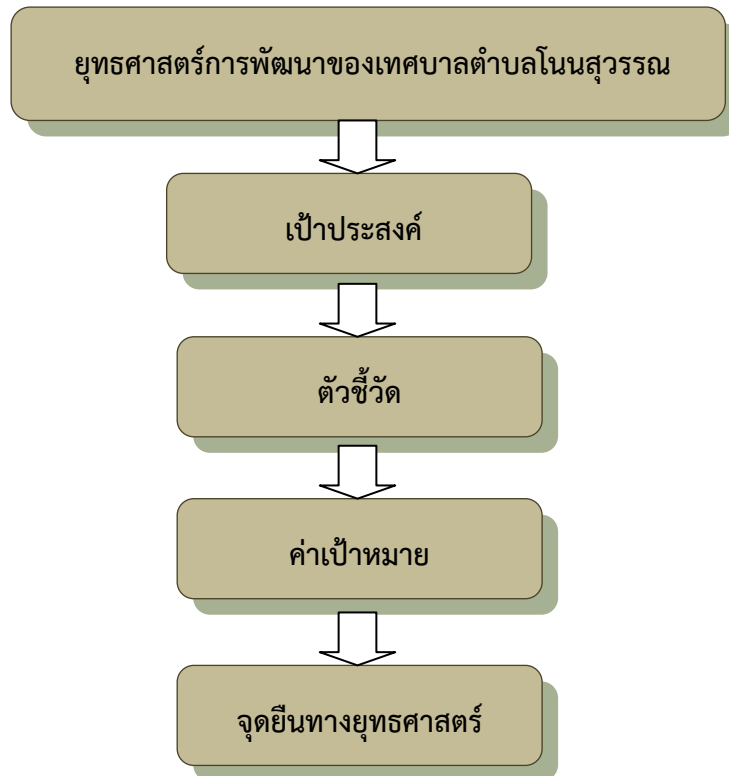 ยุทธศาสตร์การพัฒนาของเทศบาลตำบลโนนสุวรรณ
เป้าประสงค์
ตัวชี้วัด
ค่าเป้าหมาย
จุดยืนทางยุทธศาสตร์